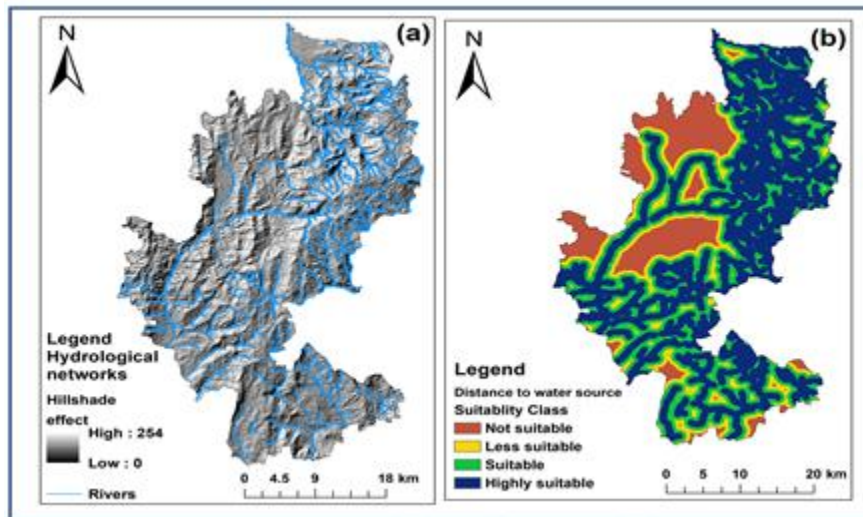 N
(a)
Legend
Hydrological
networks
Hillshade
effect
High : 254
Low : 0
Rivers
0 4.5 9 18 km
N
(b)
Legend
Distance to water source
Suitablity Class
Not suitable
Less suitable
Suitable
Highly suitable
0 5 10 20 km